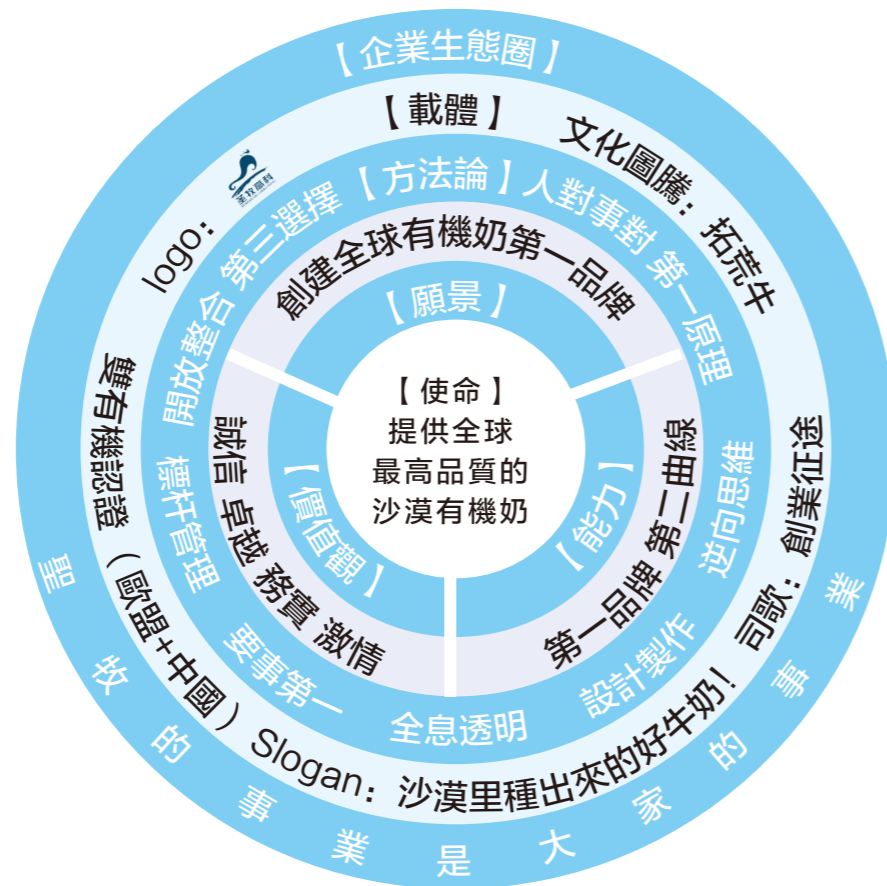 【企業生態圈】
聖牧的事業是大家的事業
【載體】
文化圖騰：拓荒牛
司歌：創業征途
Slogan：沙漠里種出來的好牛奶！
雙有機認證（歐盟+中國）
logo：
圣牧高科
【方法論】
人對事對
第一原理
逆向思維
設計製作
全息透明
要事第一
標杆管理
開放整合
第三選擇
創建全球有機奶第一品牌
【願景】
第一品牌 第二曲線
【能力】
誠信 卓越 務實 激情
【價值觀】
【使命】
提供全球
最高品質的
沙漠有機奶